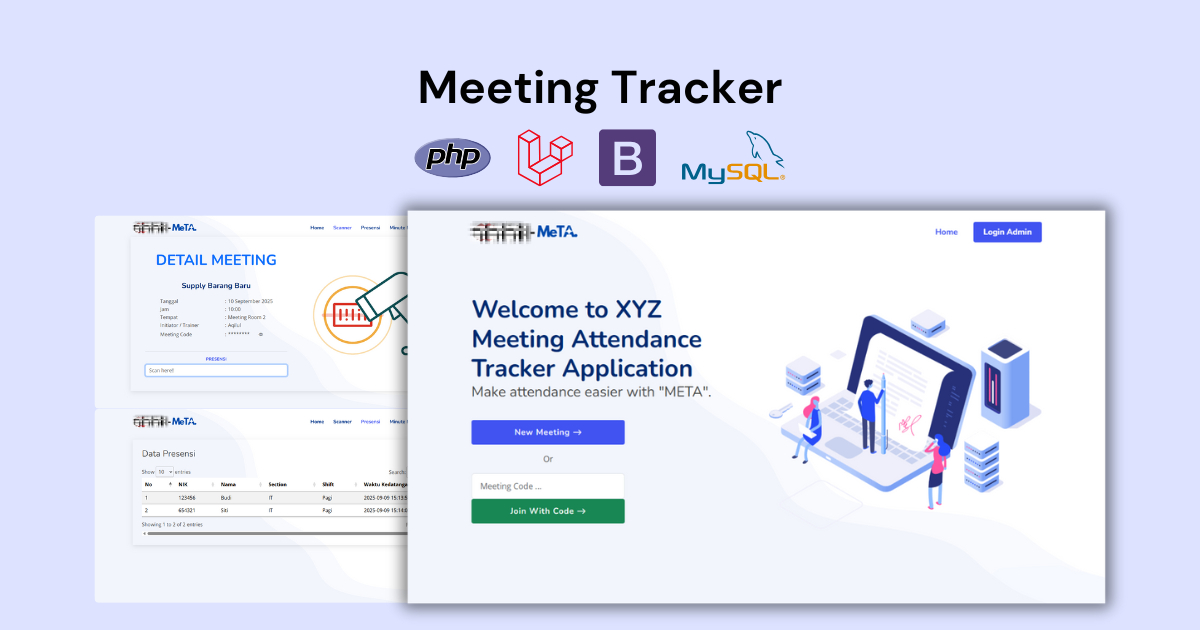 Meeting Tracker
php
B
MySQL®
-MeTA.
Home Scanner Presensi
DETAIL MEETING
Supply Barang Baru
Tanggal : 10 September 2025
Jam : 10:00
Tempat : Meeting Room 2
Initiator / Trainer : Aqilul
Meeting Code : ********
PRESENSI
Scan here!
-MeTA.
Home Scanner Presensi
Data Presensi
Show 10 entries Search:
No NIK Nama Section Shift Waktu
1 123456 Budi IT Pagi
2 654321 Siti IT Pagi
Showing 1 to 2 of 2 entries
-MeTA.
Home Login Admin
Welcome to XYZ
Meeting Attendance
Tracker Application
Make attendance easier with "META".
New Meeting →
Or
Meeting Code ...
Join With Code →